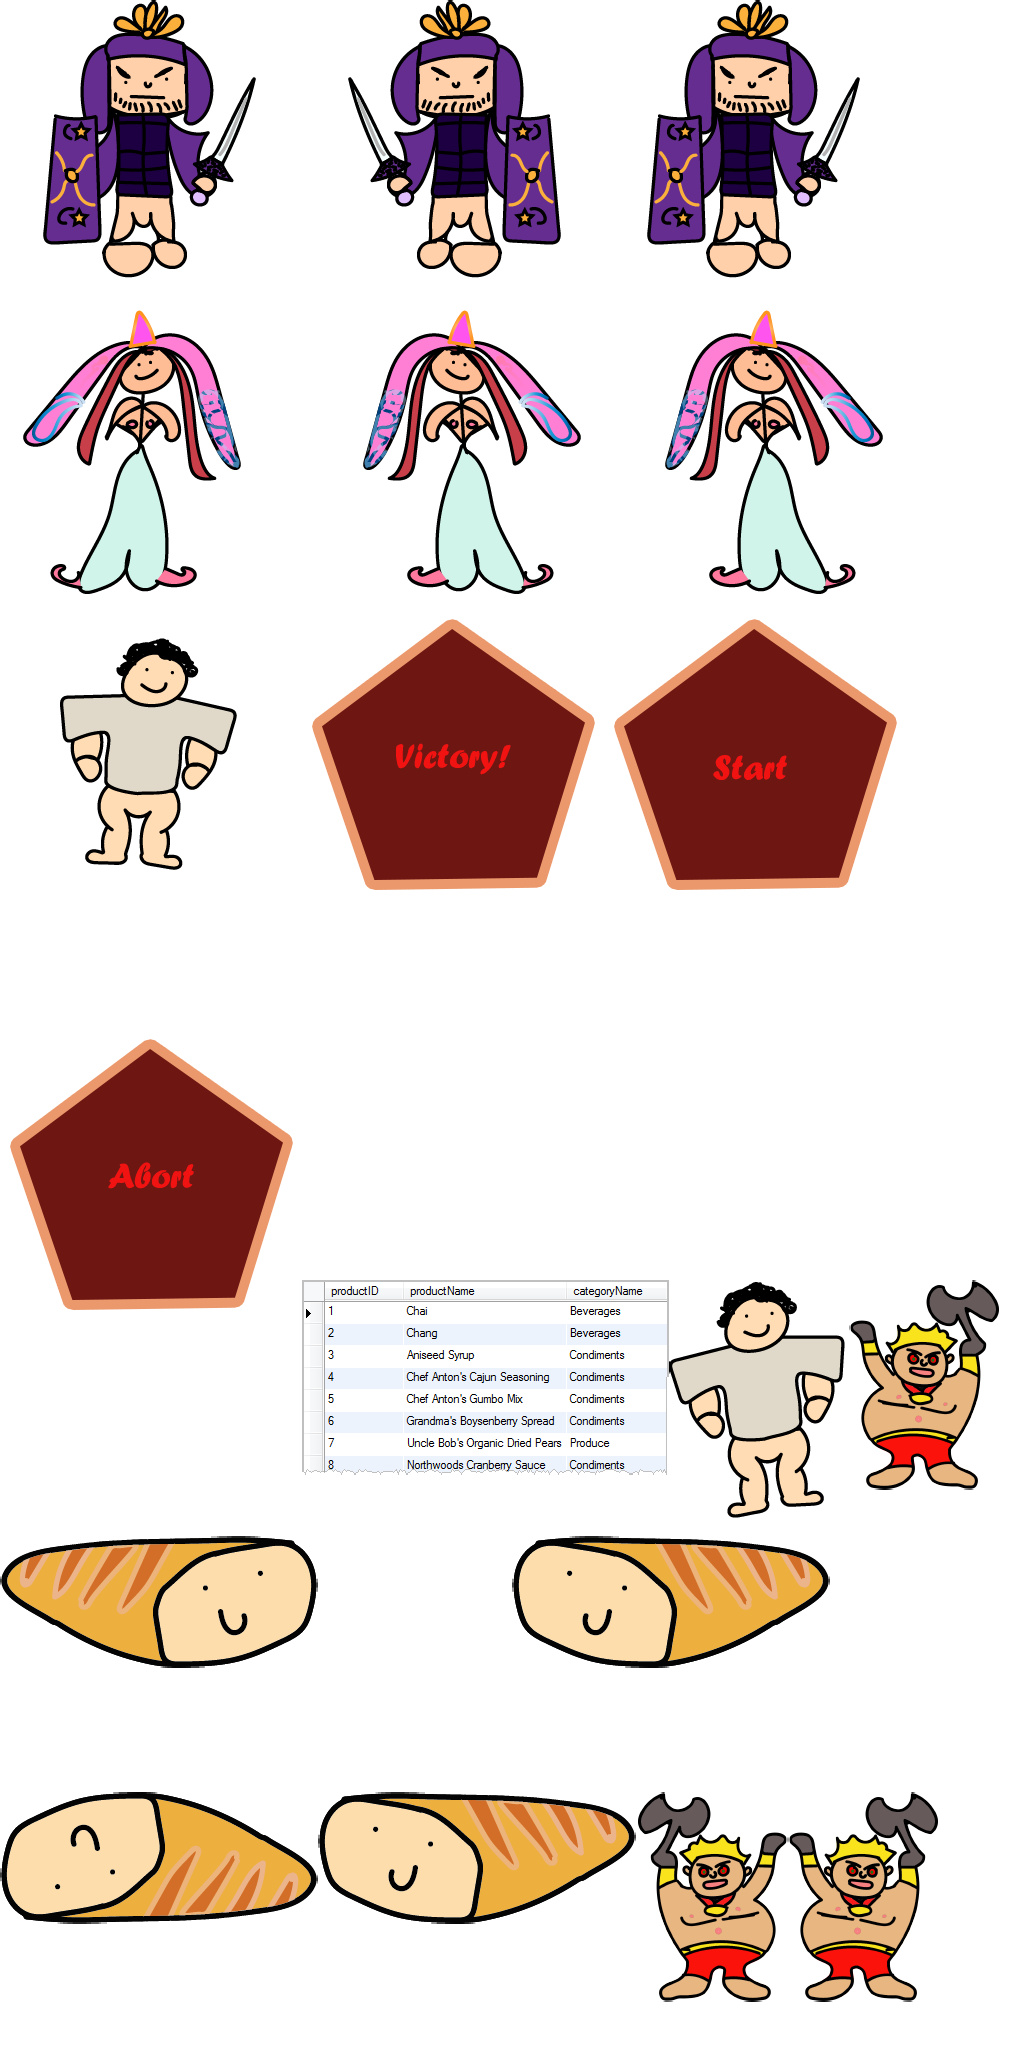 Victory!
Start
Abort
productID productName categoryName
1 Chai Beverages
2 Chang Beverages
3 Aniseed Syrup Condiments
4 Chef Anton's Cajun Seasoning Condiments
5 Chef Anton's Gumbo Mix Condiments
6 Grandma's Boysenberry Spread Condiments
7 Uncle Bob's Organic Dried Pears Produce
8 Northwoods Cranberry Sauce Condiments